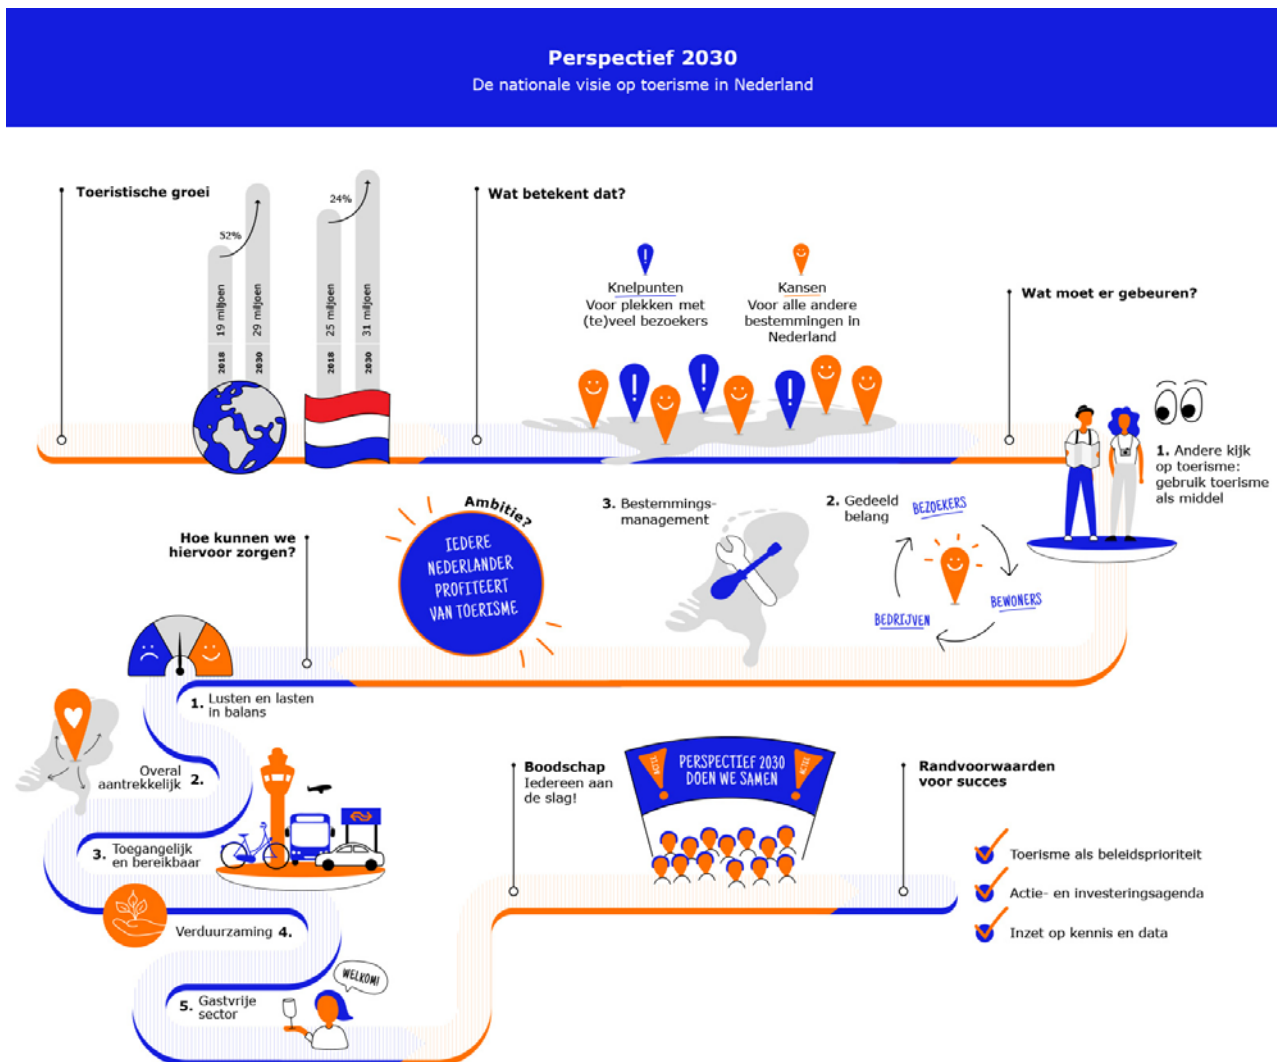 Perspectief 2030
De nationale visie op toerisme in Nederland
Toeristische groei
52%
24%
2018
19 miljoen
2030
29 miljoen
2018
25 miljoen
2030
31 miljoen
Wat betekent dat?
Knelpunten
Voor plekken met
(te)veel bezoekers
Kansen
Voor alle andere
bestemmingen in
Nederland
Wat moet er gebeuren?
1. Andere kijk
op toerisme:
gebruik toerisme
als middel
2. Gedeeld
belang
BEZOEKERS
BEWONERS
BEDRIJVEN
3. Bestemmings-
management
Ambitie?
IEDERE
NEDERLANDER
PROFITEERT
VAN TOERISME
Hoe kunnen we
hiervoor zorgen?
1. Lusten en lasten
in balans
Overal
aantrekkelijk 2.
3. Toegangelijk
en bereikbaar
Verduurzaming 4.
5. Gastvrije
sector
WELKOM!
Boodschap
Iedereen aan
de slag!
ACTIE
PERSPECTIEF 2030
DOEN WE SAMEN
ACTIE
Randvoorwaarden
voor succes
Toerisme als beleidsprioriteit
Actie- en investeringsagenda
Inzet op kennis en data